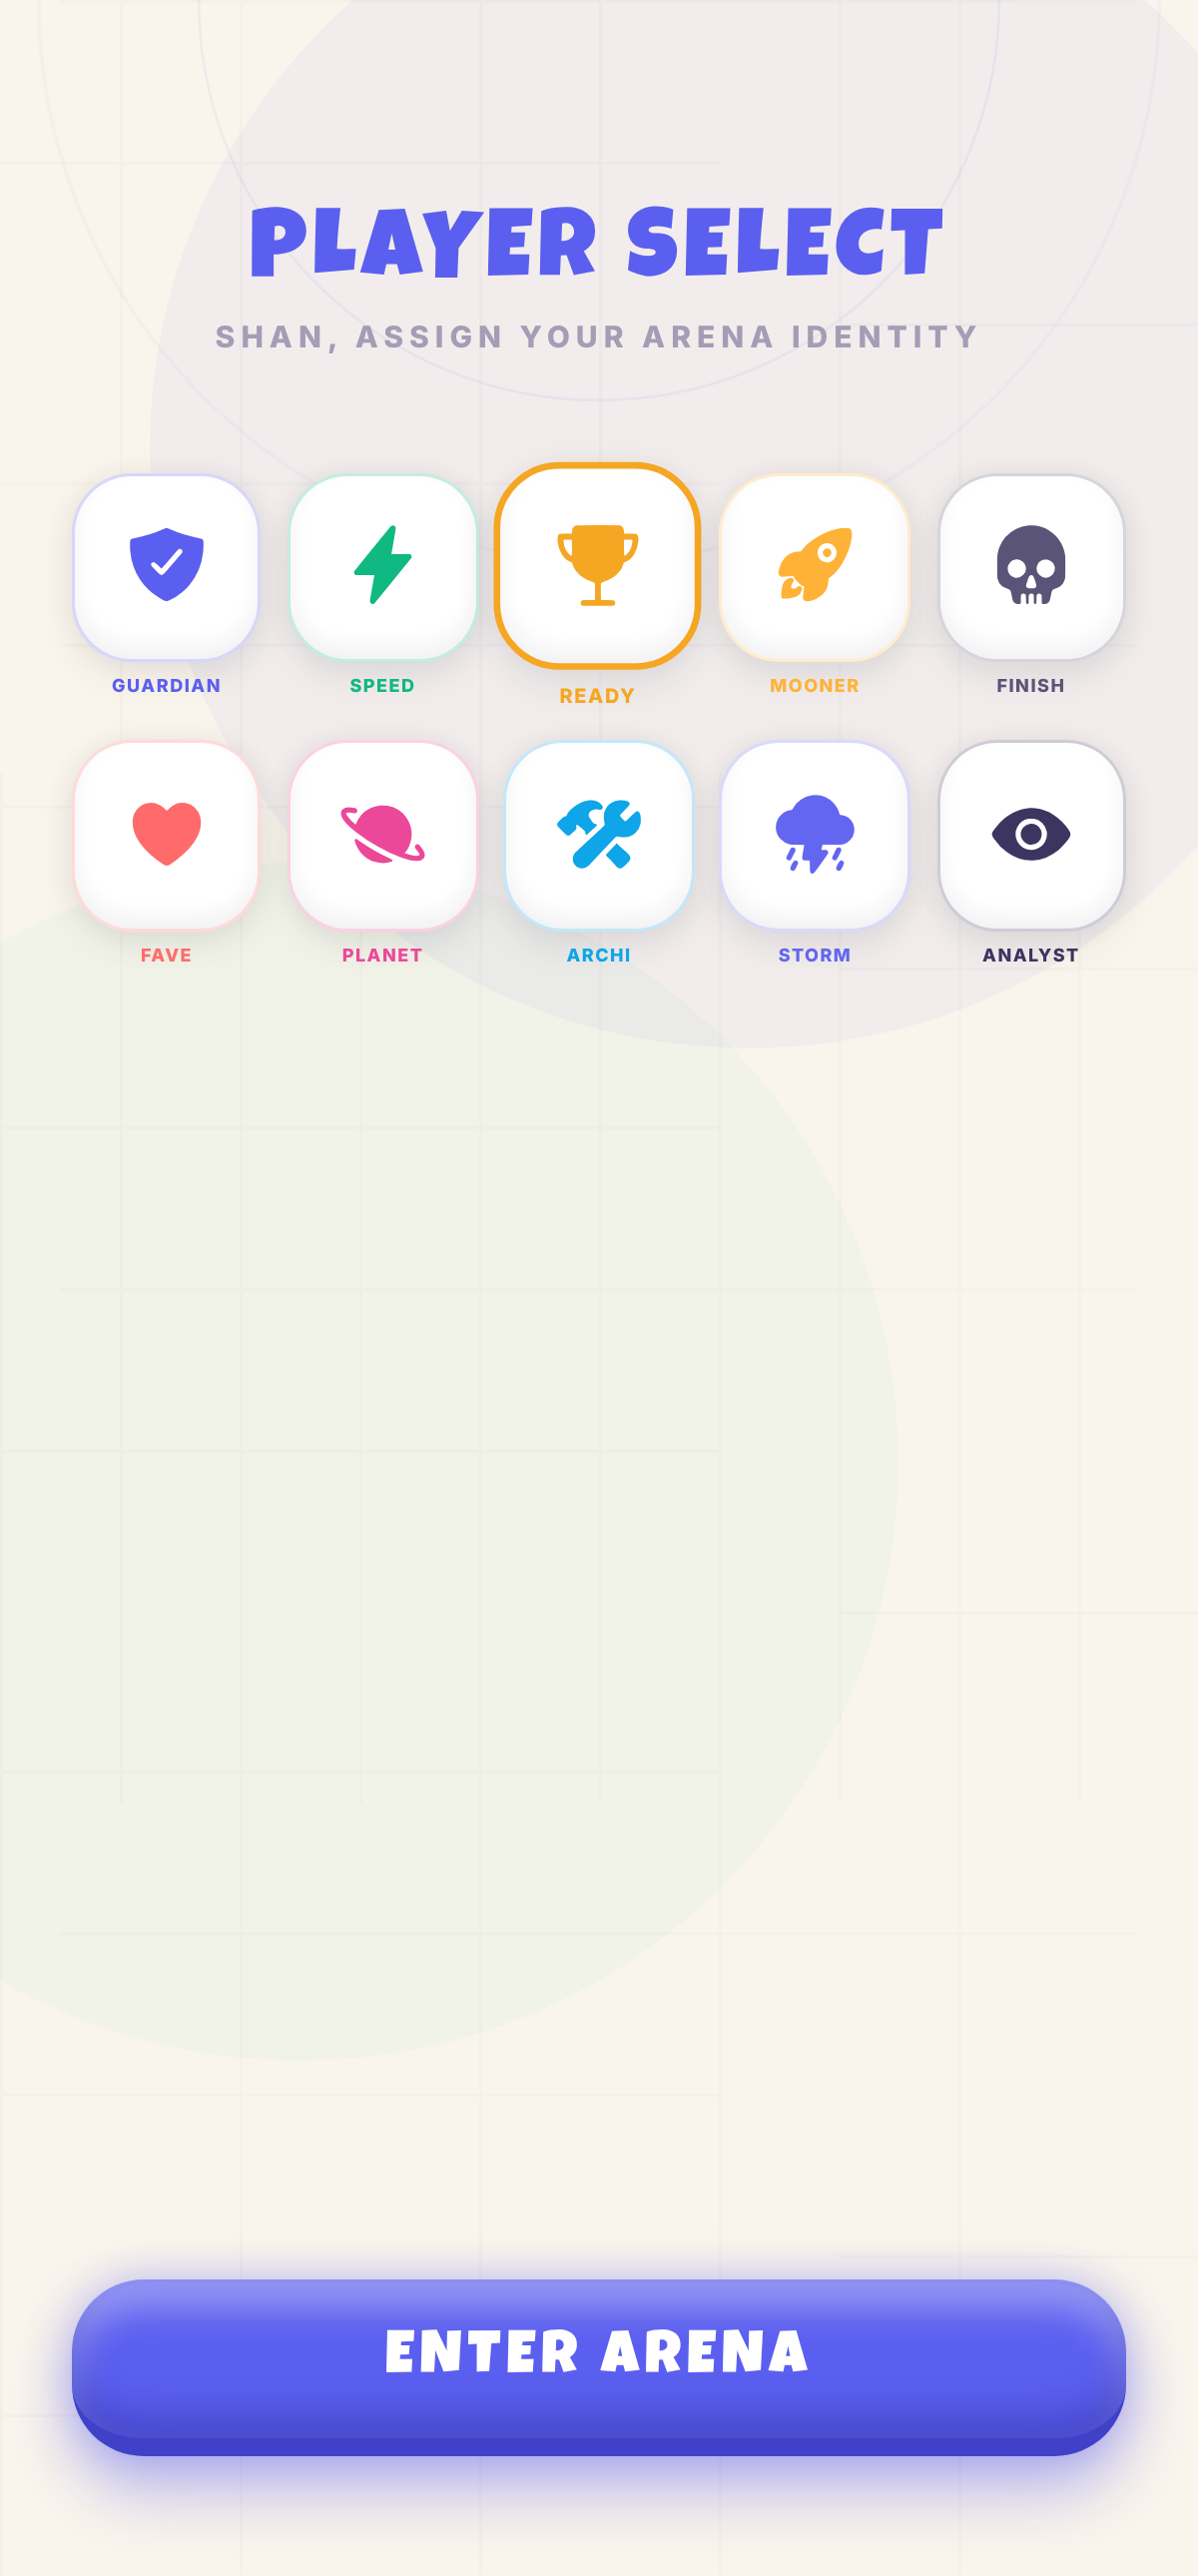 PLAYER SELECT
SHAN, ASSIGN YOUR ARENA IDENTITY
GUARDIAN SPEED READY MOONER FINISH
FAVE PLANET ARCHI STORM ANALYST
ENTER ARENA